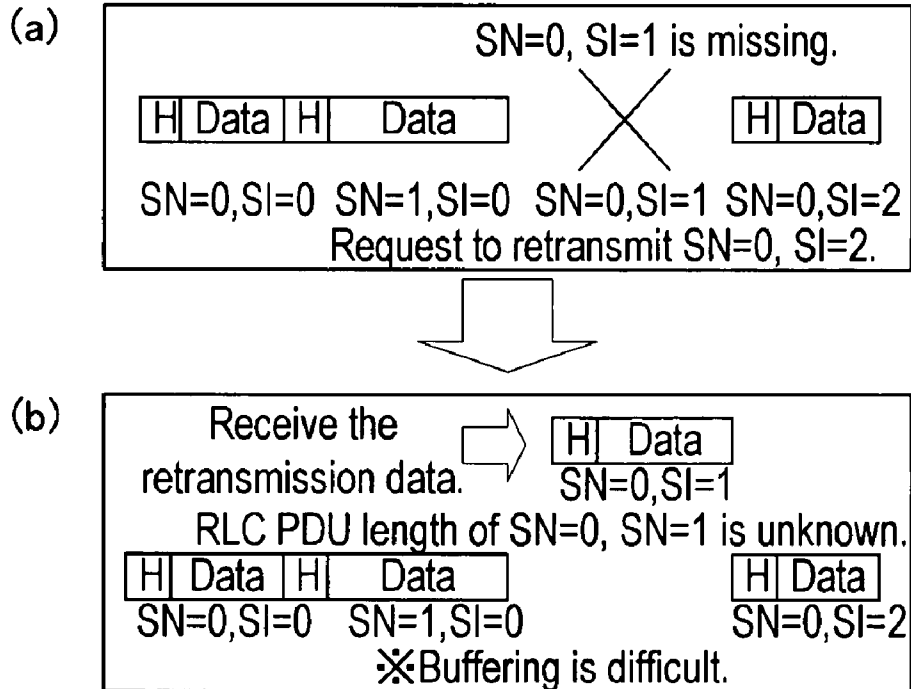 (a)
SN=0, SI=1 is missing.
H Data H Data H Data
SN=0,SI=0 SN=1,SI=0 SN=0,SI=1 SN=0,SI=2
Request to retransmit SN=0, SI=2.
(b)
Receive the
retransmission data.
H Data
SN=0,SI=1
RLC PDU length of SN=0, SN=1 is unknown.
H Data H Data H Data
SN=0,SI=0 SN=1,SI=0 SN=0,SI=2
※Buffering is difficult.